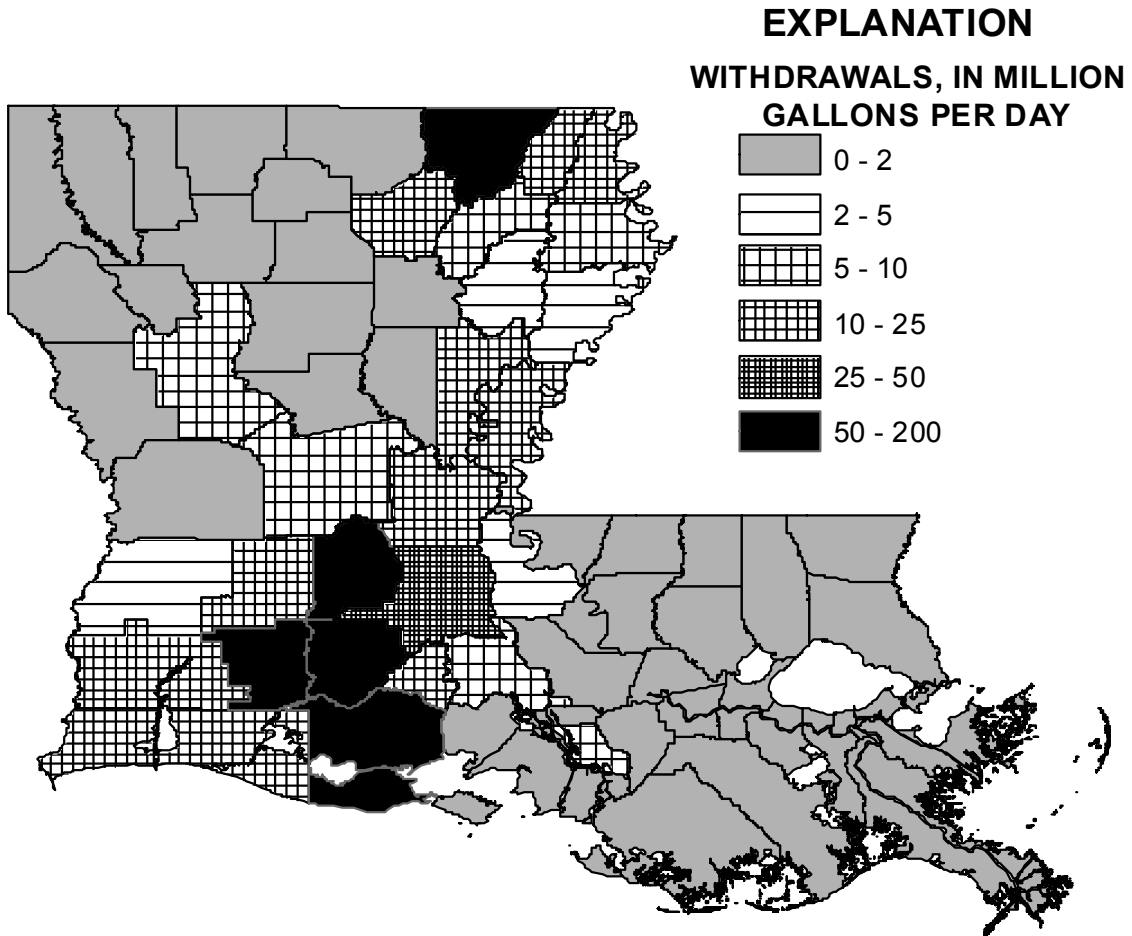 EXPLANATION
WITHDRAWALS, IN MILLION
GALLONS PER DAY
0 - 2
2 - 5
5 - 10
10 - 25
25 - 50
50 - 200